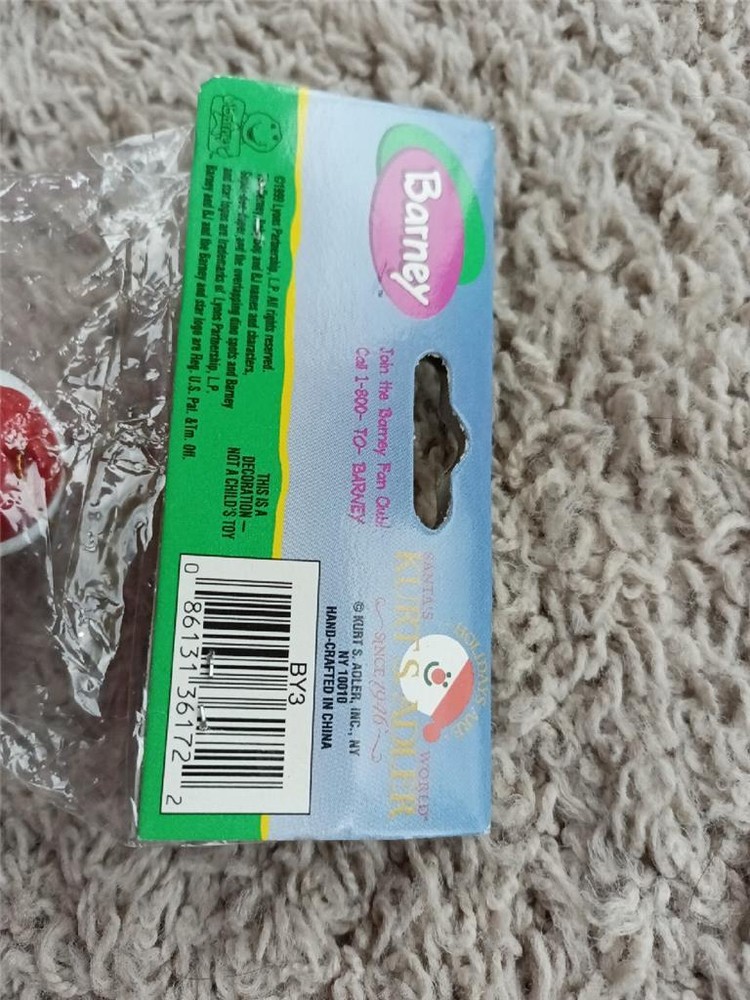 Barney
Join the Barney Fan Club!
Call 1-800- TO- BARNEY
SANTA'S WORLD
KURT S. ADLER
SINCE 1946
HOLIDAYS
© KURT S. ADLER, INC., NY
NY 10010
HAND-CRAFTED IN CHINA
©1999 Lyons Partnership, L.P. All rights reserved.
and BJ names and characters,
and the overlapping dino spots and Barney
and star logos are trademarks of Lyons Partnership, L.P.
Barney and BJ and the Barney and star logo are Reg. U.S. Pat. & Tm. Off.
THIS IS A
DECORATION —
NOT A CHILD'S TOY
BY3
0 86131 36172 2